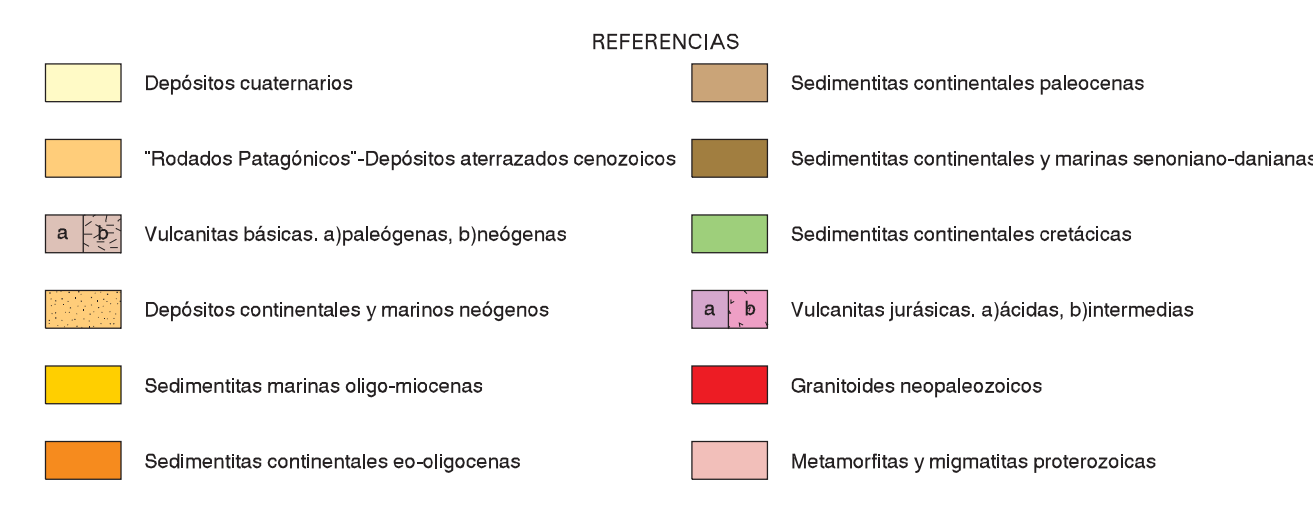 REFERENCIAS
Depósitos cuaternarios
"Rodados Patagónicos"-Depósitos aterrazados cenozoicos
a b Vulcanitas básicas. a)paleógenas, b)neógenas
Depósitos continentales y marinos neógenos
Sedimentitas marinas oligo-miocenas
Sedimentitas continentales eo-oligocenas
Sedimentitas continentales paleocenas
Sedimentitas continentales y marinas senoniano-danianas
Sedimentitas continentales cretácicas
a b Vulcanitas jurásicas. a)ácidas, b)intermedias
Granitoides neopaleozoicos
Metamorfitas y migmatitas proterozoicas